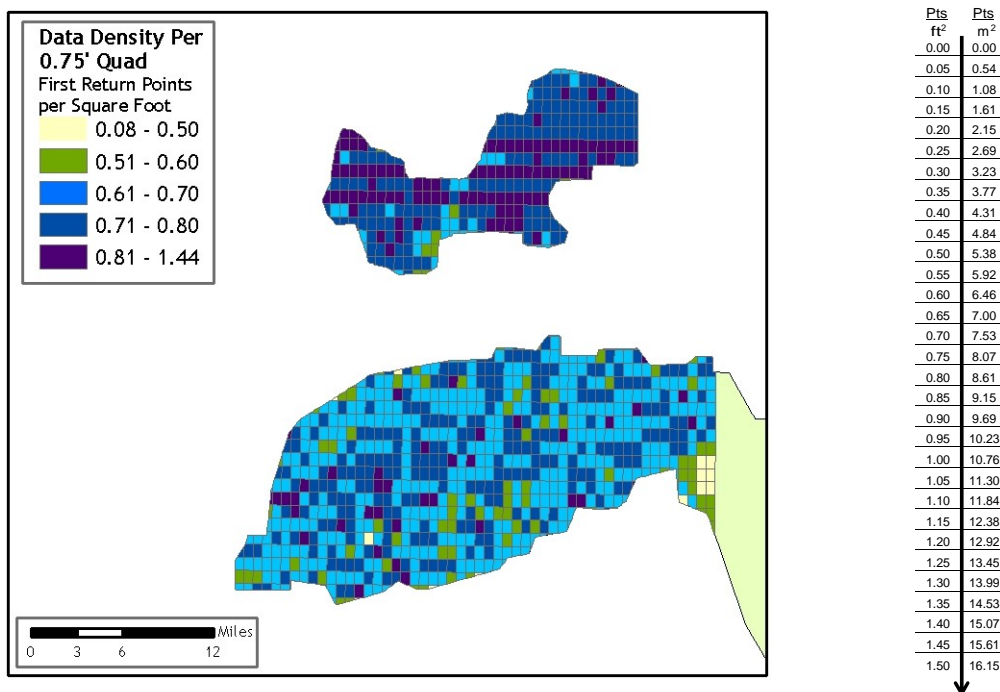 Data Density Per
0.75' Quad
First Return Points
per Square Foot
0.08 - 0.50
0.51 - 0.60
0.61 - 0.70
0.71 - 0.80
0.81 - 1.44
Miles
0 3 6 12
Pts Pts
ft² m²
0.00 0.00
0.05 0.54
0.10 1.08
0.15 1.61
0.20 2.15
0.25 2.69
0.30 3.23
0.35 3.77
0.40 4.31
0.45 4.84
0.50 5.38
0.55 5.92
0.60 6.46
0.65 7.00
0.70 7.53
0.75 8.07
0.80 8.61
0.85 9.15
0.90 9.69
0.95 10.23
1.00 10.76
1.05 11.30
1.10 11.84
1.15 12.38
1.20 12.92
1.25 13.45
1.30 13.99
1.35 14.53
1.40 15.07
1.45 15.61
1.50 16.15